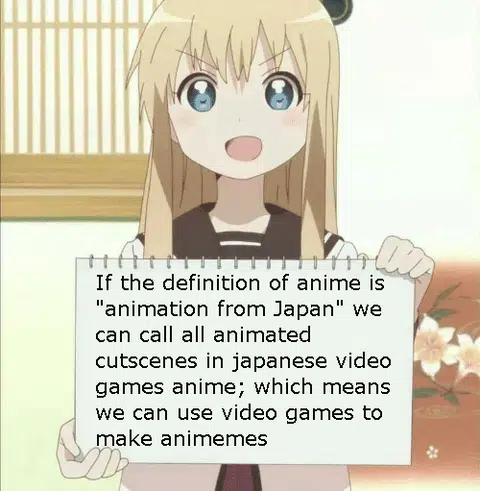 If the definition of anime is
"animation from Japan" we
can call all animated
cutscenes in japanese video
games anime; which means
we can use video games to
make animemes